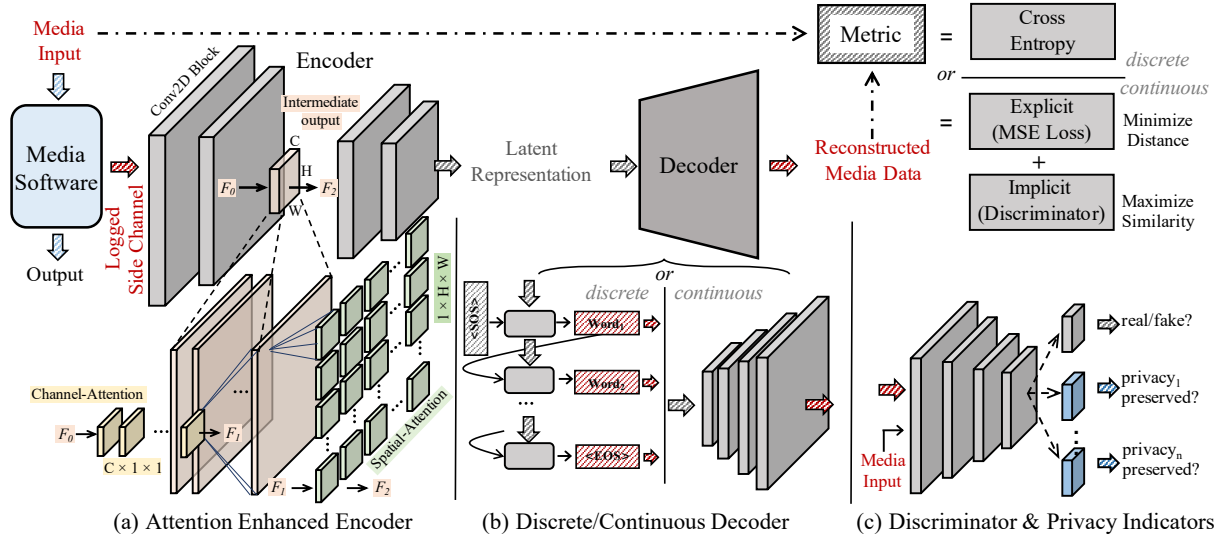 Media
Input
Media
Software
Output
Logged
Side Channel
Conv2D Block
Encoder
Intermediate
output
C
H
W
F0
F2
Latent
Representation
Decoder
Reconstructed
Media Data
Metric
=
Cross
Entropy
or
discrete
continuous
=
Explicit
(MSE Loss)
Minimize
Distance
+
Implicit
(Discriminator)
Maximize
Similarity
Channel-Attention
F0
...
F1
C × 1 × 1
...
1 × H × W
Spatial-Attention
F1
F2
or
discrete
continuous
<SOS>
Word1
Word2
...
<EOS>
Media
Input
real/fake?
privacy1
preserved?
privacyn
preserved?
(a) Attention Enhanced Encoder
(b) Discrete/Continuous Decoder
(c) Discriminator & Privacy Indicators